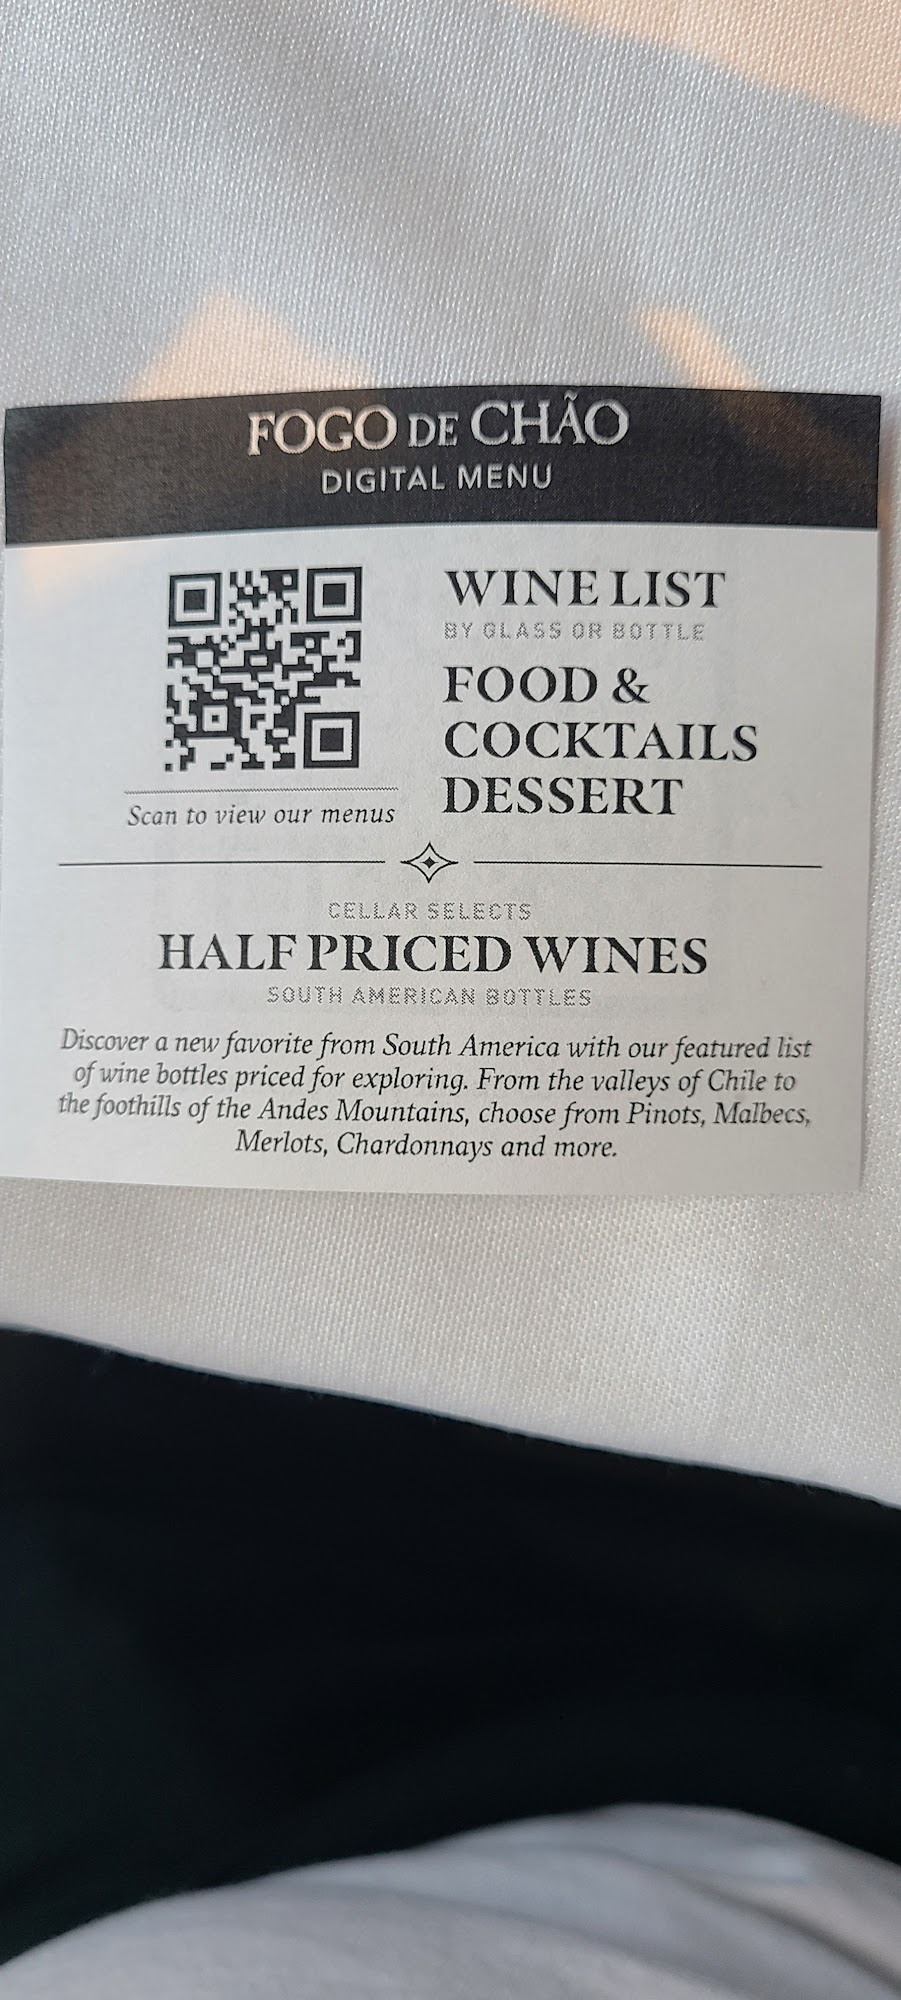 FOGO DE CHÃO
DIGITAL MENU
WINE LIST
BY GLASS OR BOTTLE
FOOD &
COCKTAILS
DESSERT
Scan to view our menus
CELLAR SELECTS
HALF PRICED WINES
SOUTH AMERICAN BOTTLES
Discover a new favorite from South America with our featured list
of wine bottles priced for exploring. From the valleys of Chile to
the foothills of the Andes Mountains, choose from Pinots, Malbecs,
Merlots, Chardonnays and more.